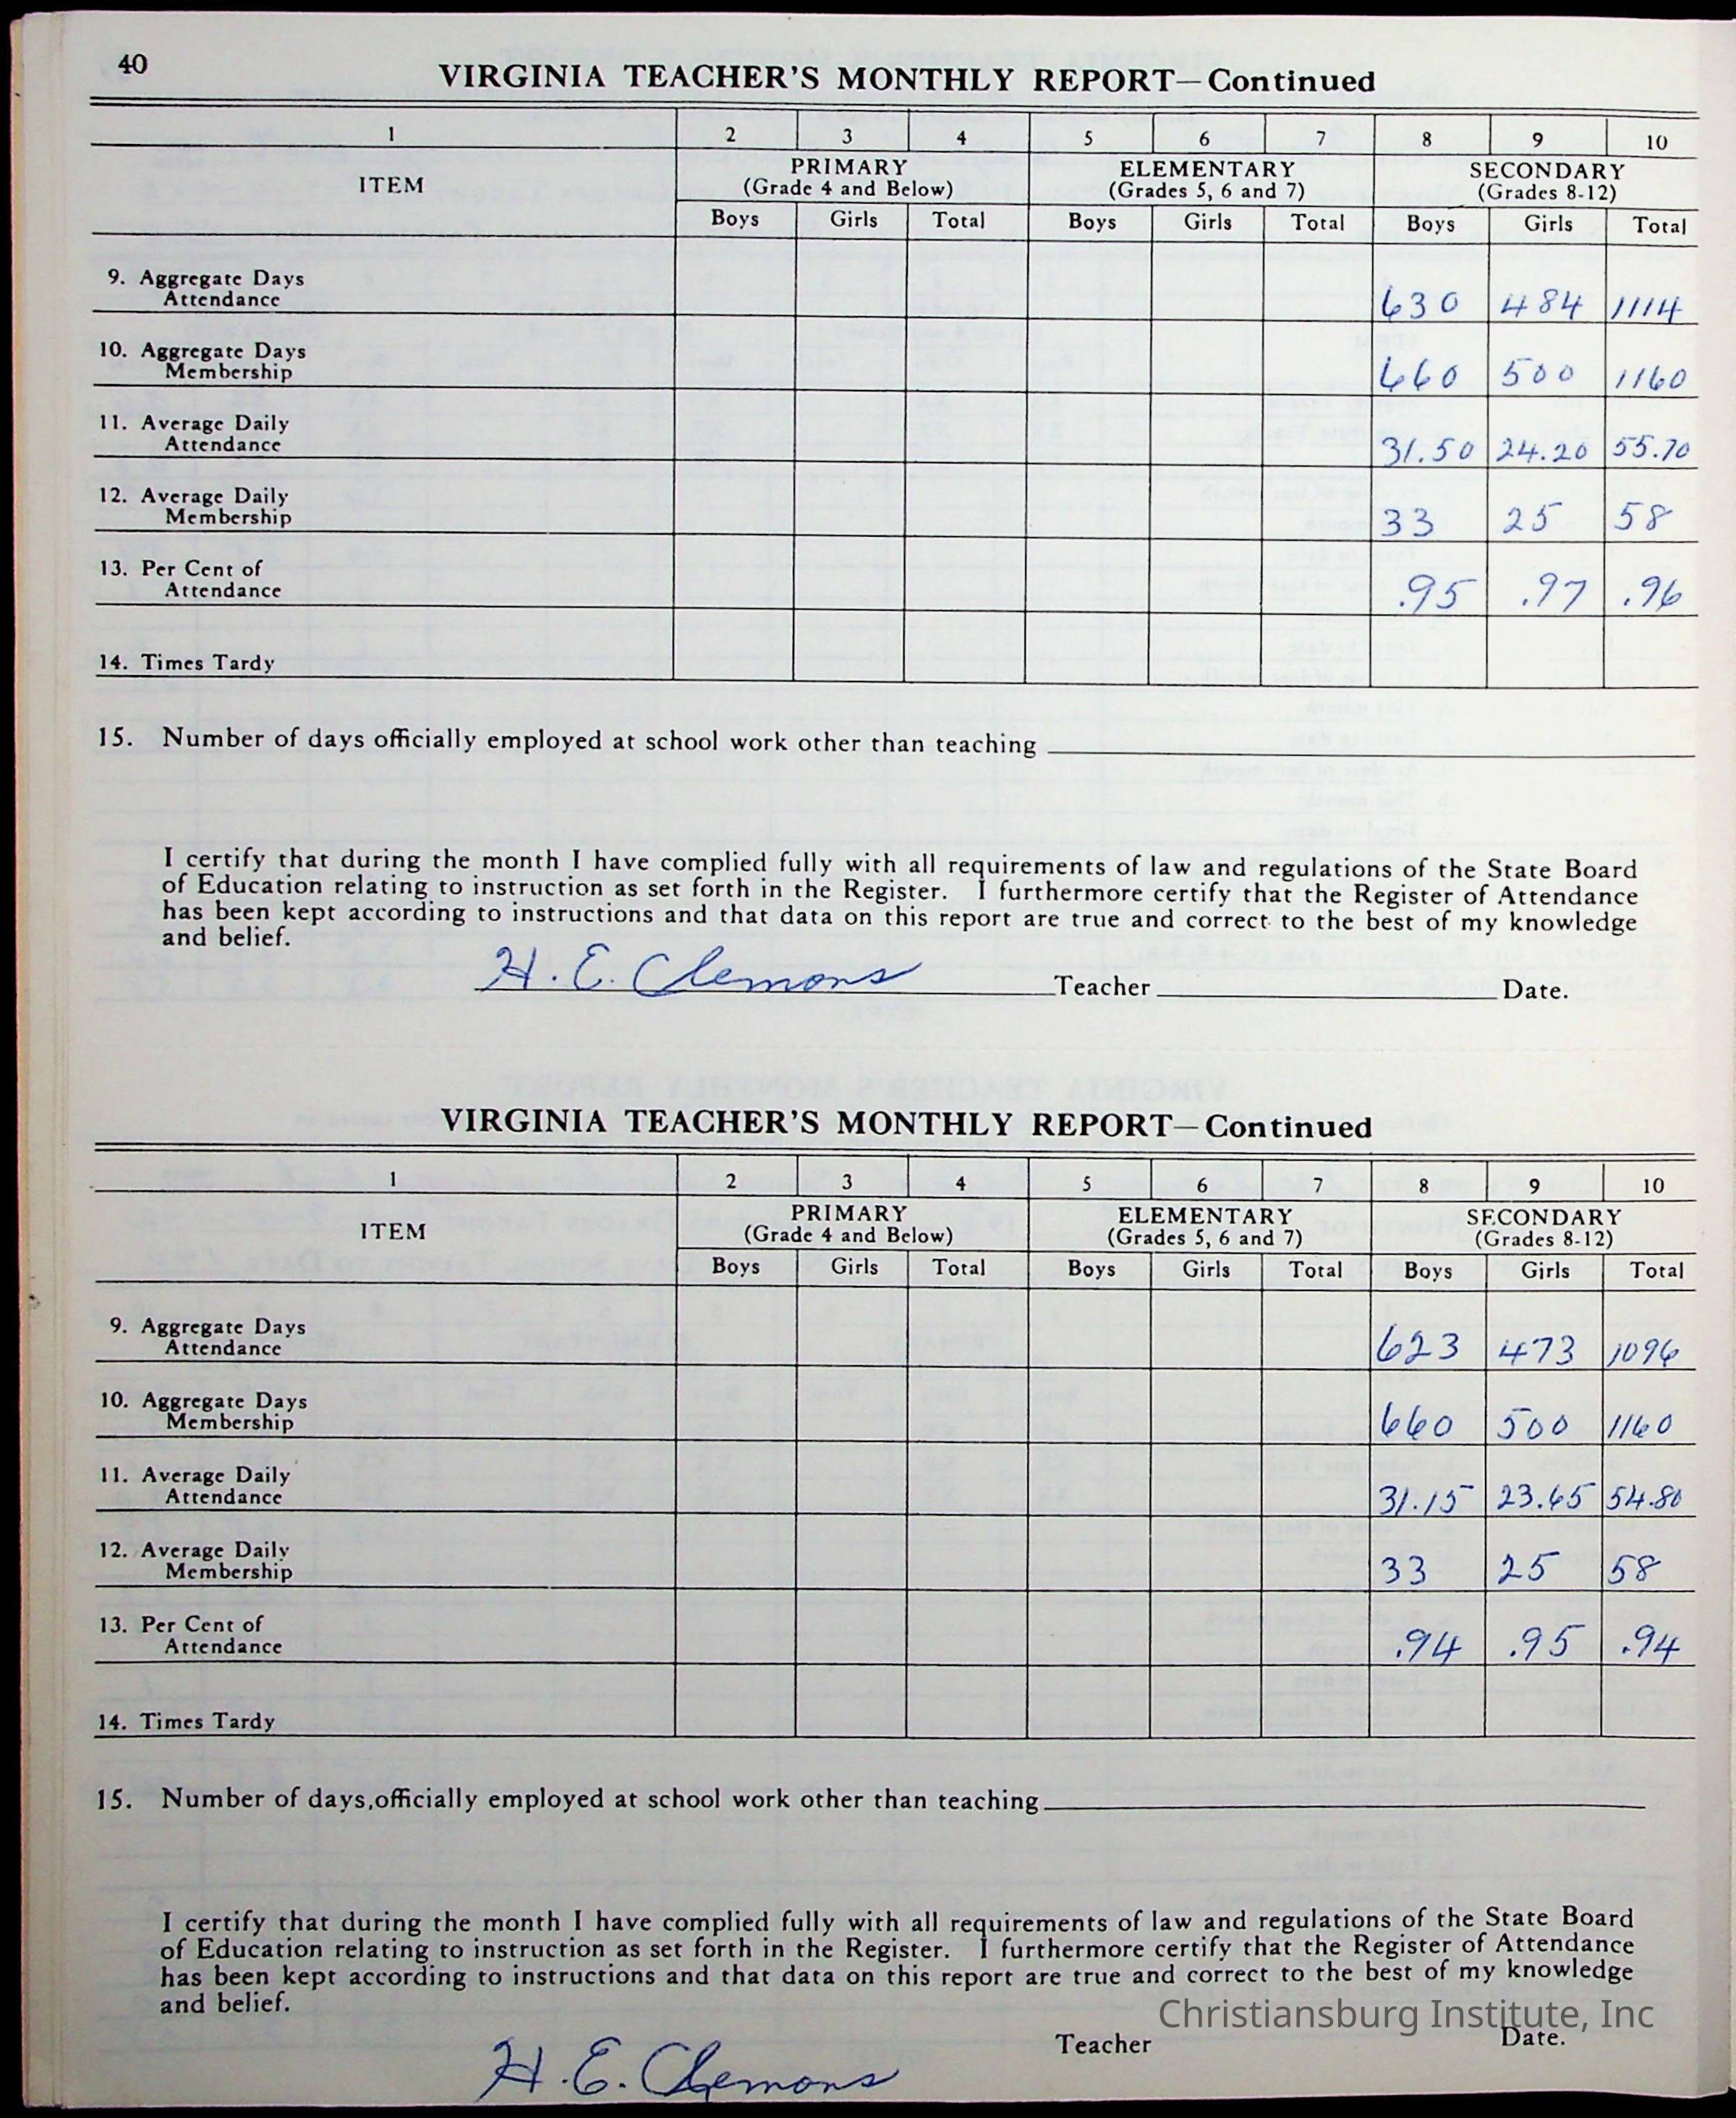 40
VIRGINIA TEACHER'S MONTHLY REPORT—Continued
1 2 3 4 5 6 7 8 9 10
ITEM PRIMARY (Grade 4 and Below) ELEMENTARY (Grades 5, 6 and 7) SECONDARY (Grades 8-12)
Boys Girls Total Boys Girls Total Boys Girls Total
9. Aggregate Days
Attendance 630 484 1114
10. Aggregate Days
Membership 660 500 1160
11. Average Daily
Attendance 31.50 24.20 55.70
12. Average Daily
Membership 33 25 58
13. Per Cent of
Attendance .95 .97 .96
14. Times Tardy
15. Number of days officially employed at school work other than teaching
I certify that during the month I have complied fully with all requirements of law and regulations of the State Board
of Education relating to instruction as set forth in the Register. I furthermore certify that the Register of Attendance
has been kept according to instructions and that data on this report are true and correct to the best of my knowledge
and belief.
H. E. Clemons Teacher Date.
VIRGINIA TEACHER'S MONTHLY REPORT—Continued
1 2 3 4 5 6 7 8 9 10
ITEM PRIMARY (Grade 4 and Below) ELEMENTARY (Grades 5, 6 and 7) SECONDARY (Grades 8-12)
Boys Girls Total Boys Girls Total Boys Girls Total
9. Aggregate Days
Attendance 623 473 1096
10. Aggregate Days
Membership 660 500 1160
11. Average Daily
Attendance 31.15 23.65 54.80
12. Average Daily
Membership 33 25 58
13. Per Cent of
Attendance .94 .95 .94
14. Times Tardy
15. Number of days, officially employed at school work other than teaching
I certify that during the month I have complied fully with all requirements of law and regulations of the State Board
of Education relating to instruction as set forth in the Register. I furthermore certify that the Register of Attendance
has been kept according to instructions and that data on this report are true and correct to the best of my knowledge
and belief.
Christiansburg Institute, Inc
H. E. Clemons Teacher Date.